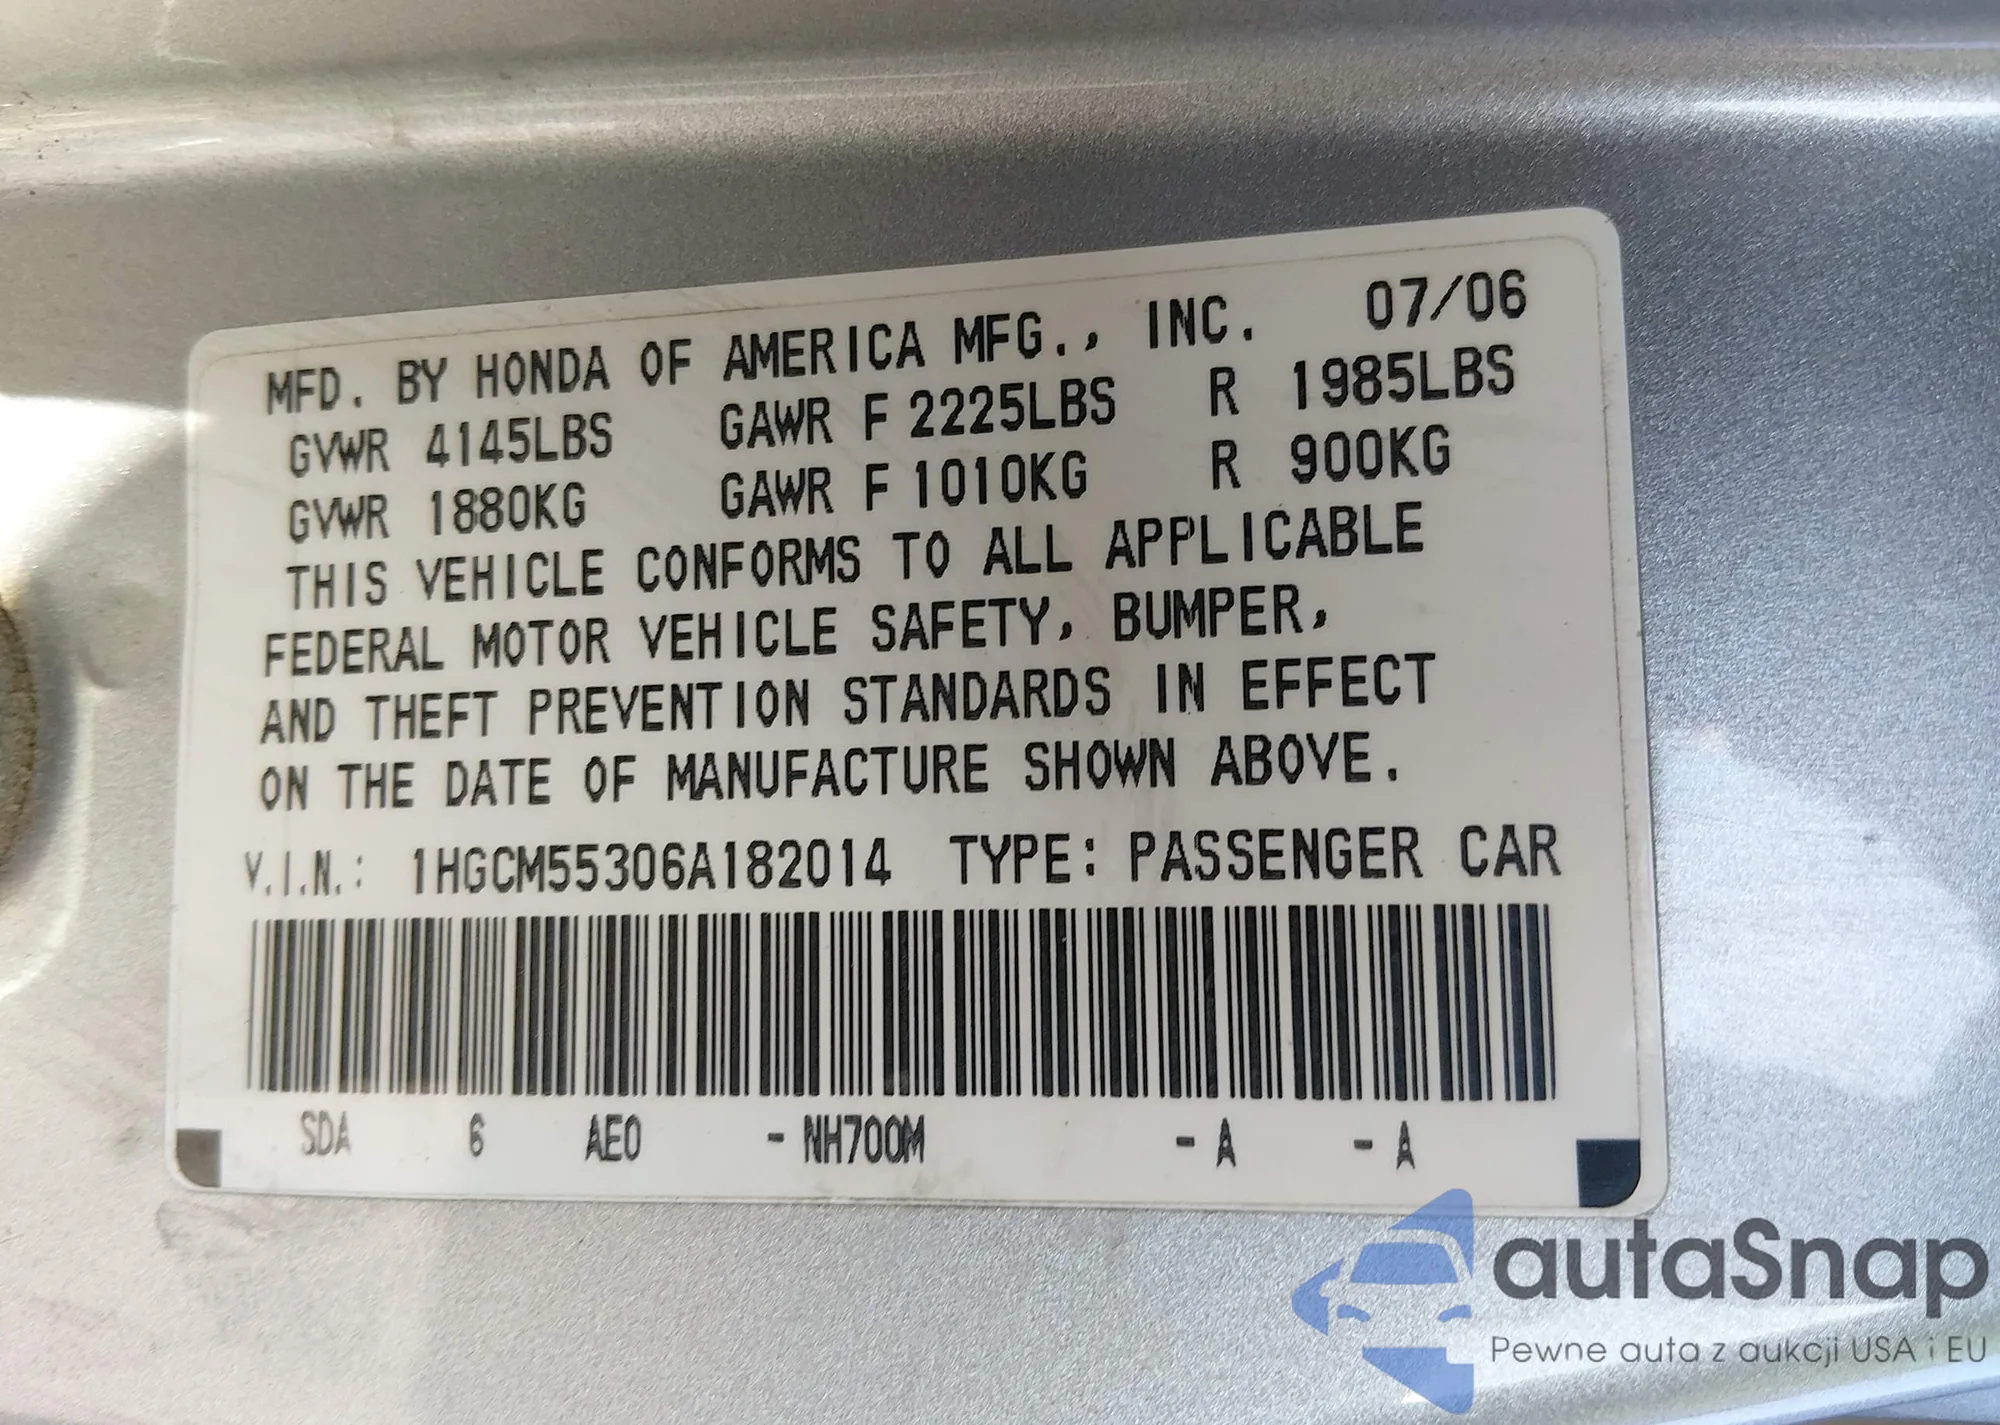 MFD. BY HONDA OF AMERICA MFG., INC. 07/06
GVWR 4145LBS GAWR F 2225LBS R 1985LBS
GVWR 1880KG GAWR F 1010KG R 900KG
THIS VEHICLE CONFORMS TO ALL APPLICABLE
FEDERAL MOTOR VEHICLE SAFETY, BUMPER,
AND THEFT PREVENTION STANDARDS IN EFFECT
ON THE DATE OF MANUFACTURE SHOWN ABOVE.
V.I.N.: 1HGCM55306A182014 TYPE: PASSENGER CAR
SDA 6 AE0 - NH700M - A - A
autaSnap
Pewne auta z aukcji USA i EU